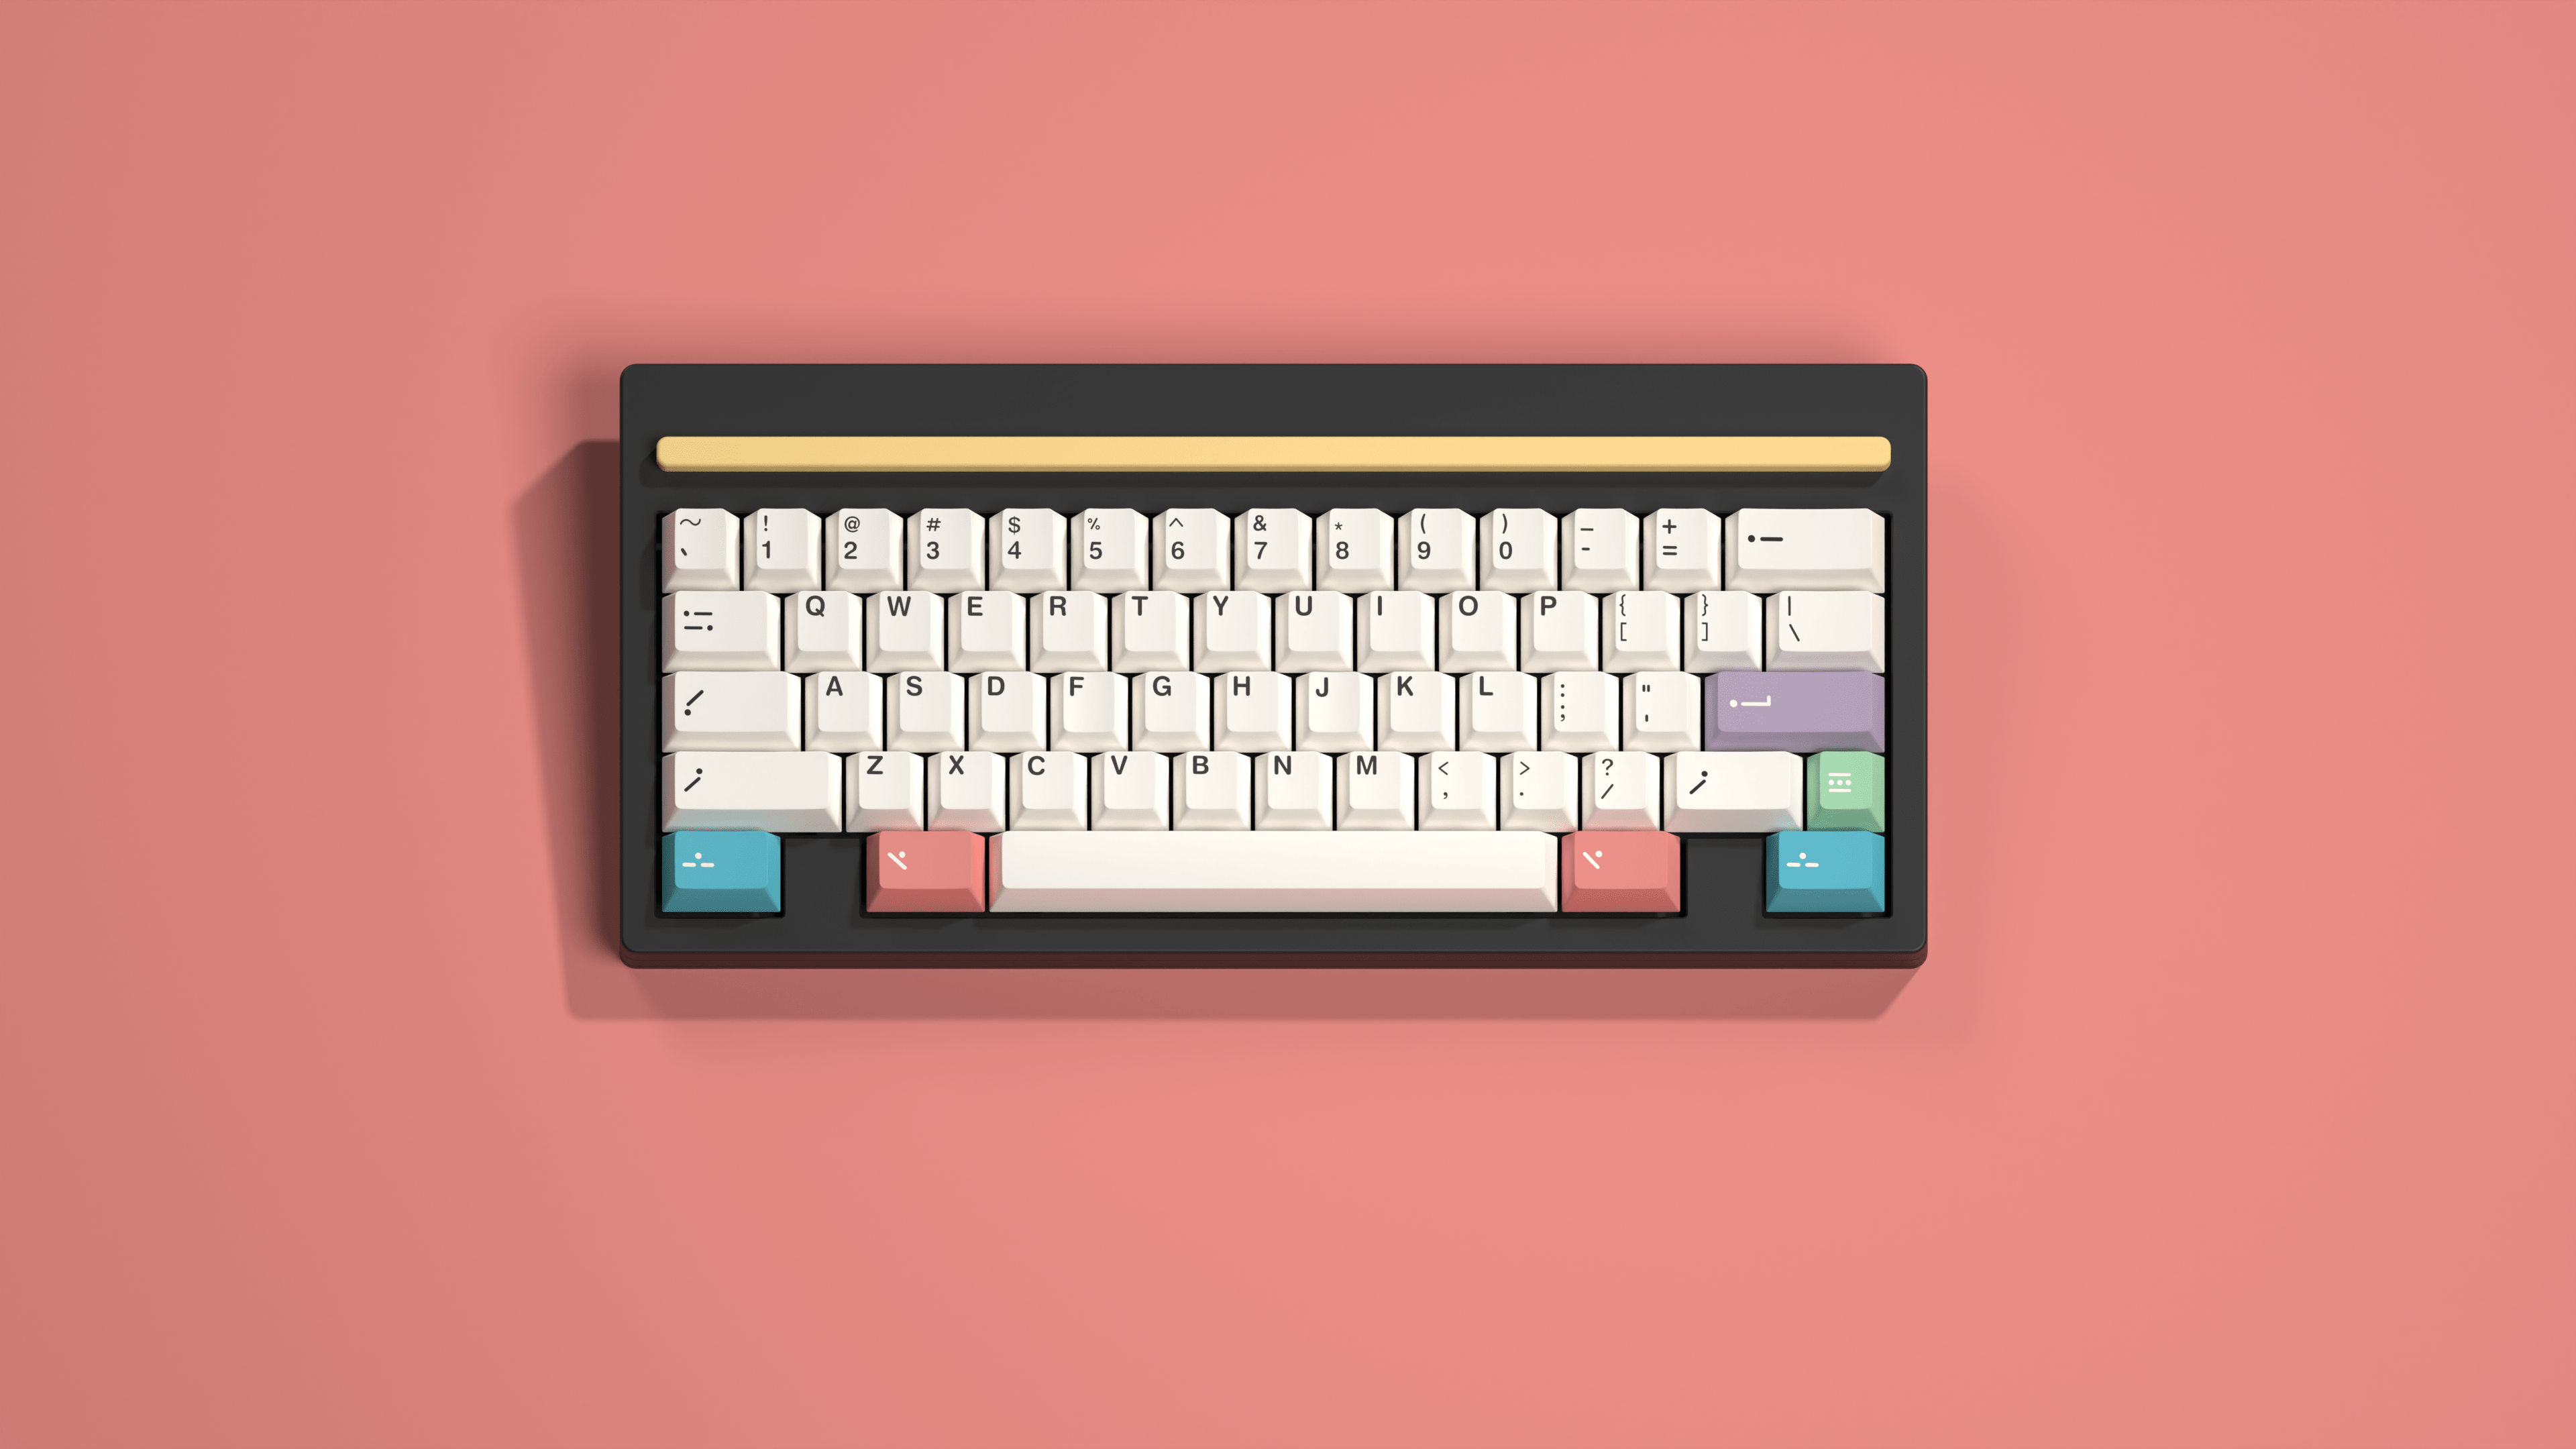 ~ ! @ # $ % ^ & * ( ) _ +
` 1 2 3 4 5 6 7 8 9 0 - =
Q W E R T Y U I O P { } |
[ ] \
A S D F G H J K L : "
; '
Z X C V B N M < > ?
, . /